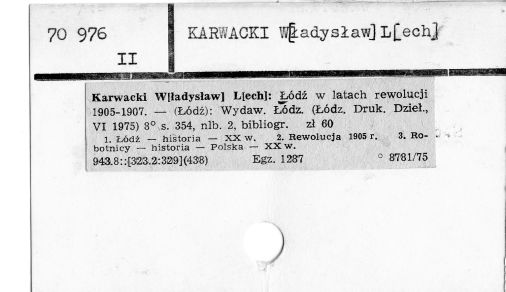 70 976
II
KARWACKI W[ładysław] L[ech]
Karwacki W[ładysław] L[ech]: Łódź w latach rewolucji
1905-1907. — (Łódź): Wydaw. Łódz. (Łódz. Druk. Dzieł.,
VI 1975) 8° s. 354, nlb. 2, bibliogr. zł 60
1. Łódź — historia — XX w. 2. Rewolucja 1905 r. 3. Ro-
botnicy — historia — Polska — XX w.
943.8::[323.2:329](438) Egz. 1287 ° 8781/75